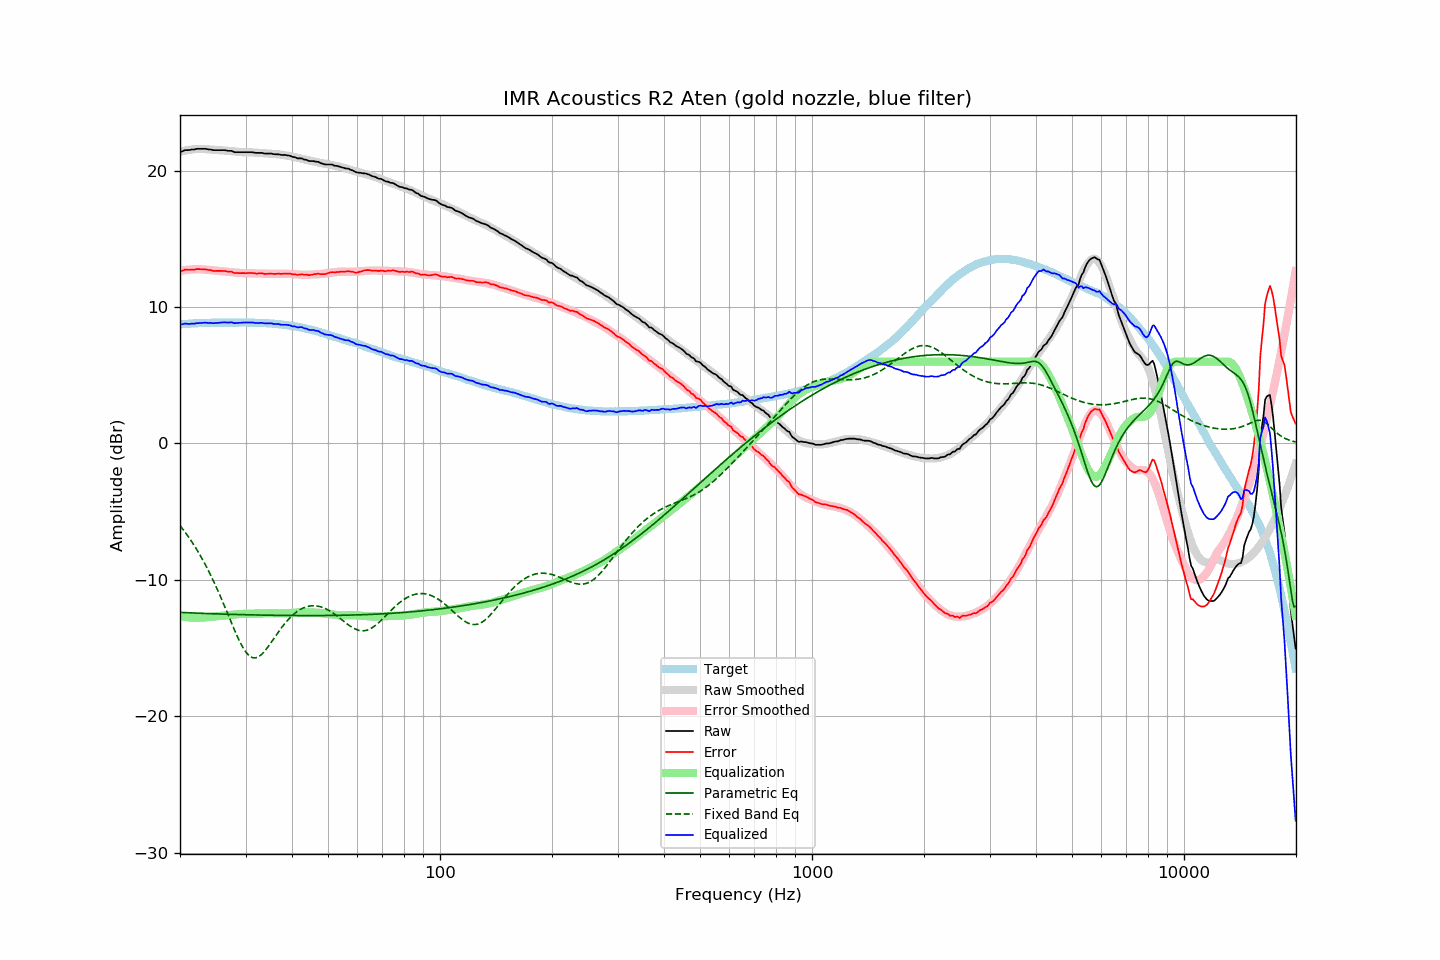 IMR Acoustics R2 Aten (gold nozzle, blue filter)
20
10
0
−10
−20
−30
Amplitude (dBr)
Target
Raw Smoothed
Error Smoothed
Raw
Error
Equalization
Parametric Eq
Fixed Band Eq
Equalized
100
1000
10000
Frequency (Hz)